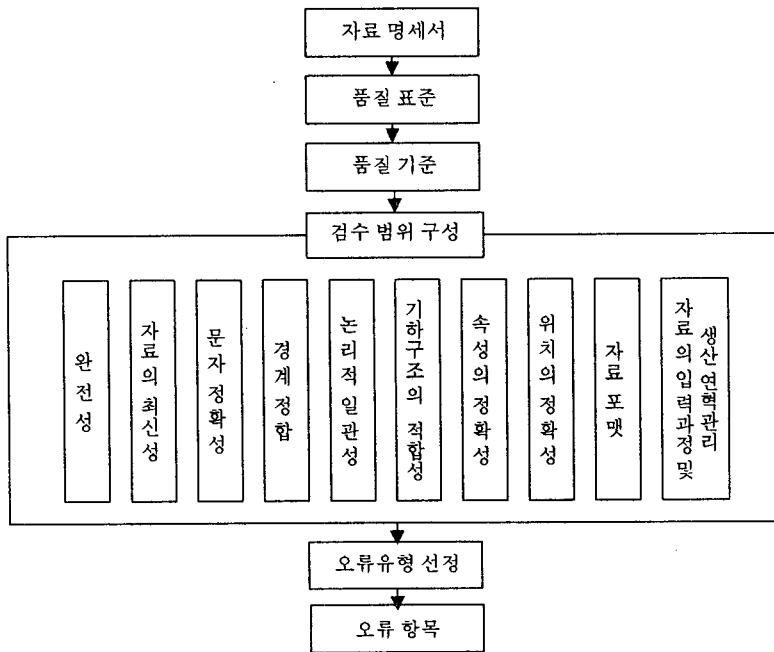 자료 명세서
품질 표준
품질 기준
검수 범위 구성
완전성
자료의 최신성
문자 정확성
경계 정합
논리적 일관성
기하구조의 적합성
속성의 정확성
위치의 정확성
자료 포맷
자료의 입력과정 및
생산연혁관리
오류유형 선정
오류 항목